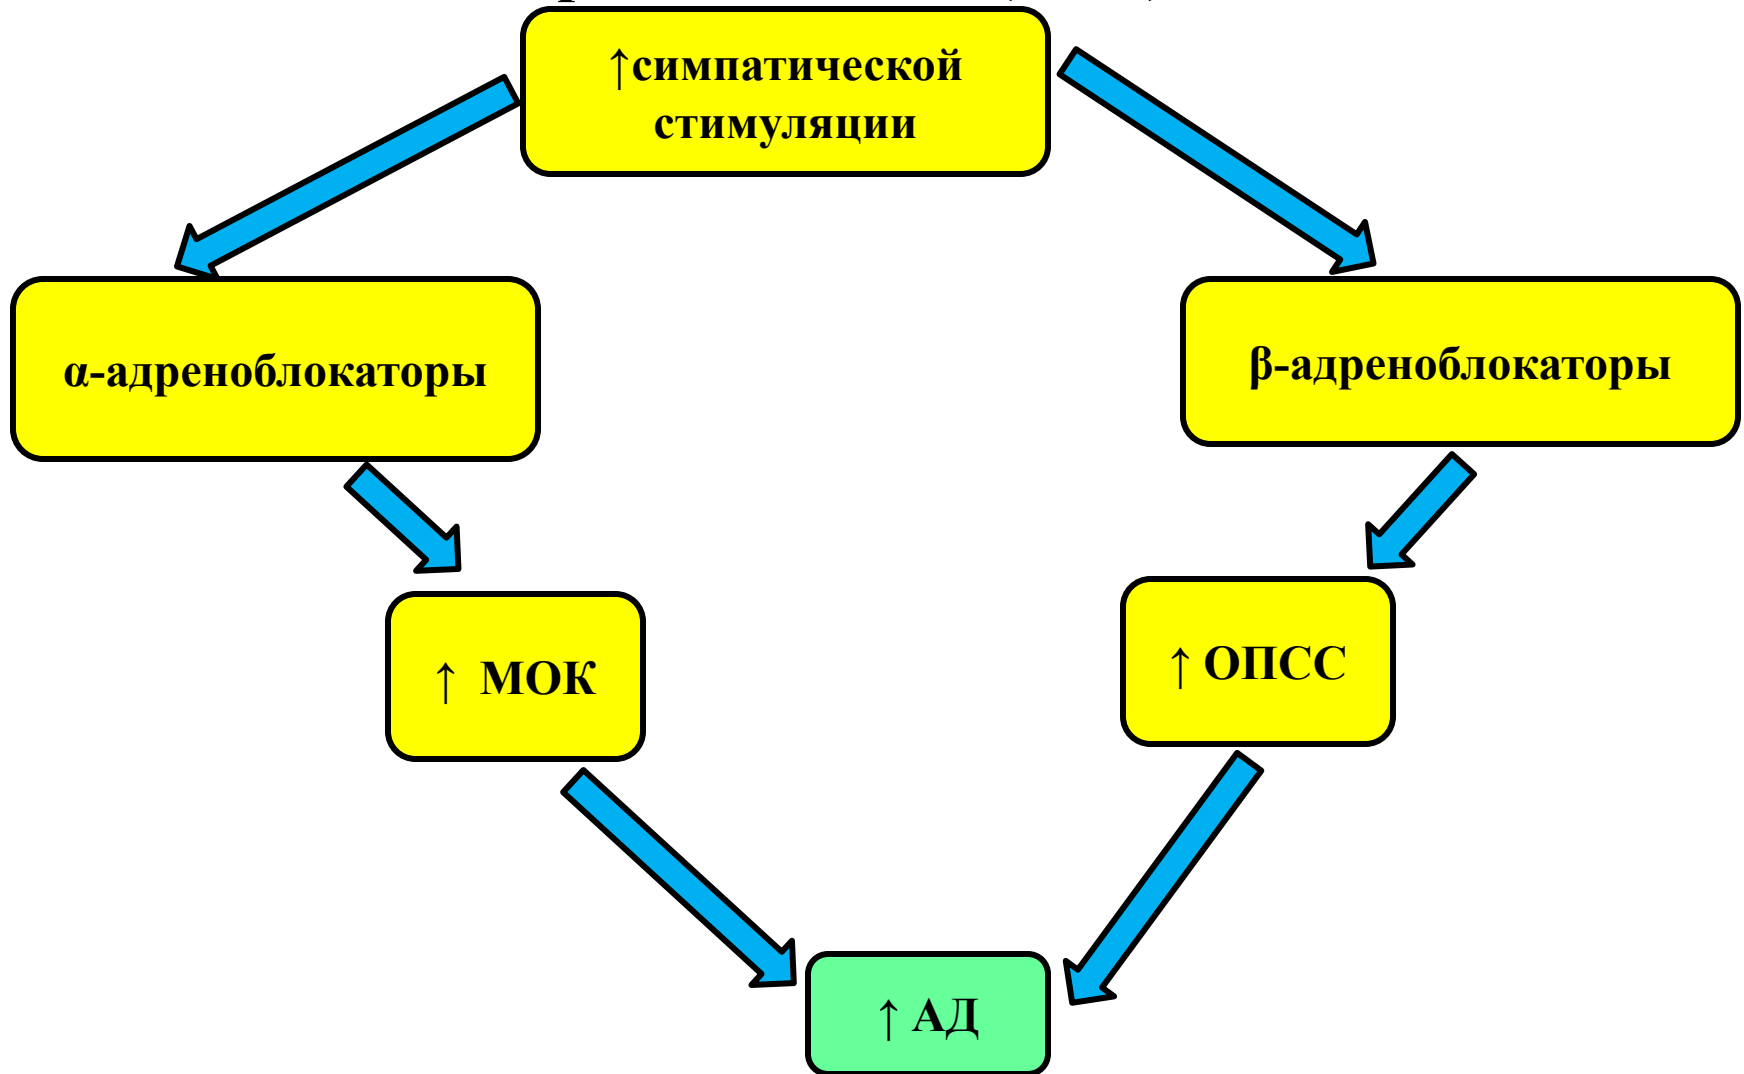 ↑симпатической
стимуляции
α-адреноблокаторы
β-адреноблокаторы
↑ МОК
↑ ОПСС
↑ АД